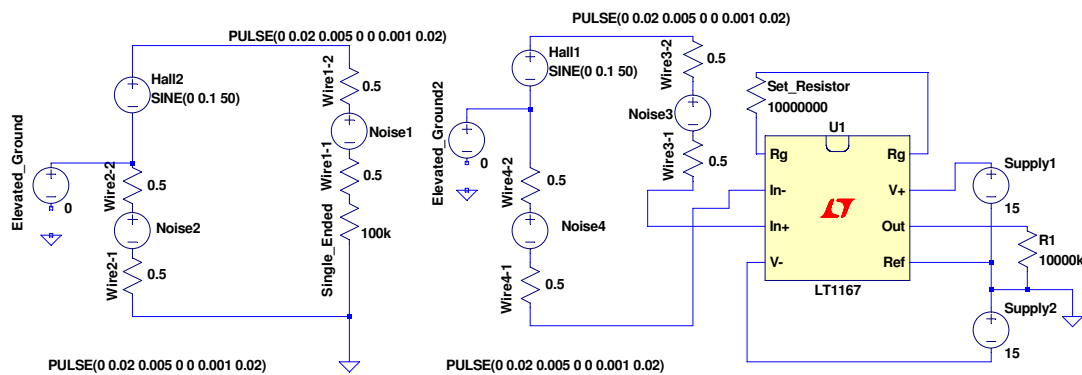 PULSE(0 0.02 0.005 0 0 0.001 0.02)
Hall2
SINE(0 0.1 50)
Wire1-2
0.5
Noise1
Wire1-1
0.5
Single_Ended
100k
Elevated_Ground
0
Wire2-2
0.5
Noise2
Wire2-1
0.5
PULSE(0 0.02 0.005 0 0 0.001 0.02)
PULSE(0 0.02 0.005 0 0 0.001 0.02)
Hall1
SINE(0 0.1 50)
Wire3-2
0.5
Noise3
Wire3-1
0.5
Elevated_Ground2
0
Wire4-2
0.5
Noise4
Wire4-1
0.5
PULSE(0 0.02 0.005 0 0 0.001 0.02)
Set_Resistor
10000000
U1
Rg
Rg
In-
V+
In+
Out
V-
Ref
LT1167
Supply1
15
R1
10000k
Supply2
15